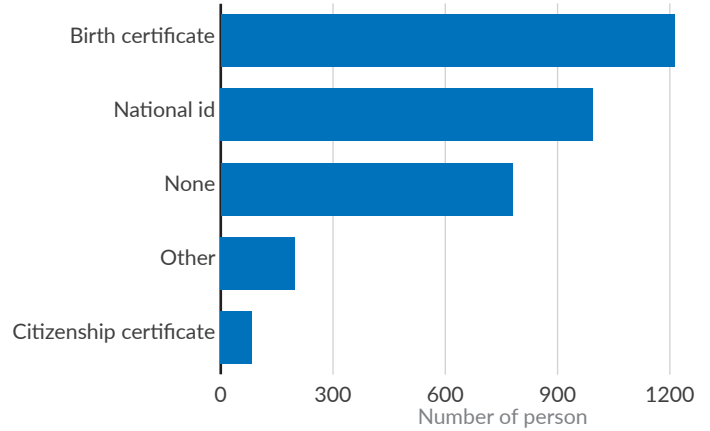 Birth certificate
National id
None
Other
Citizenship certificate
0 300 600 900 1200
Number of person